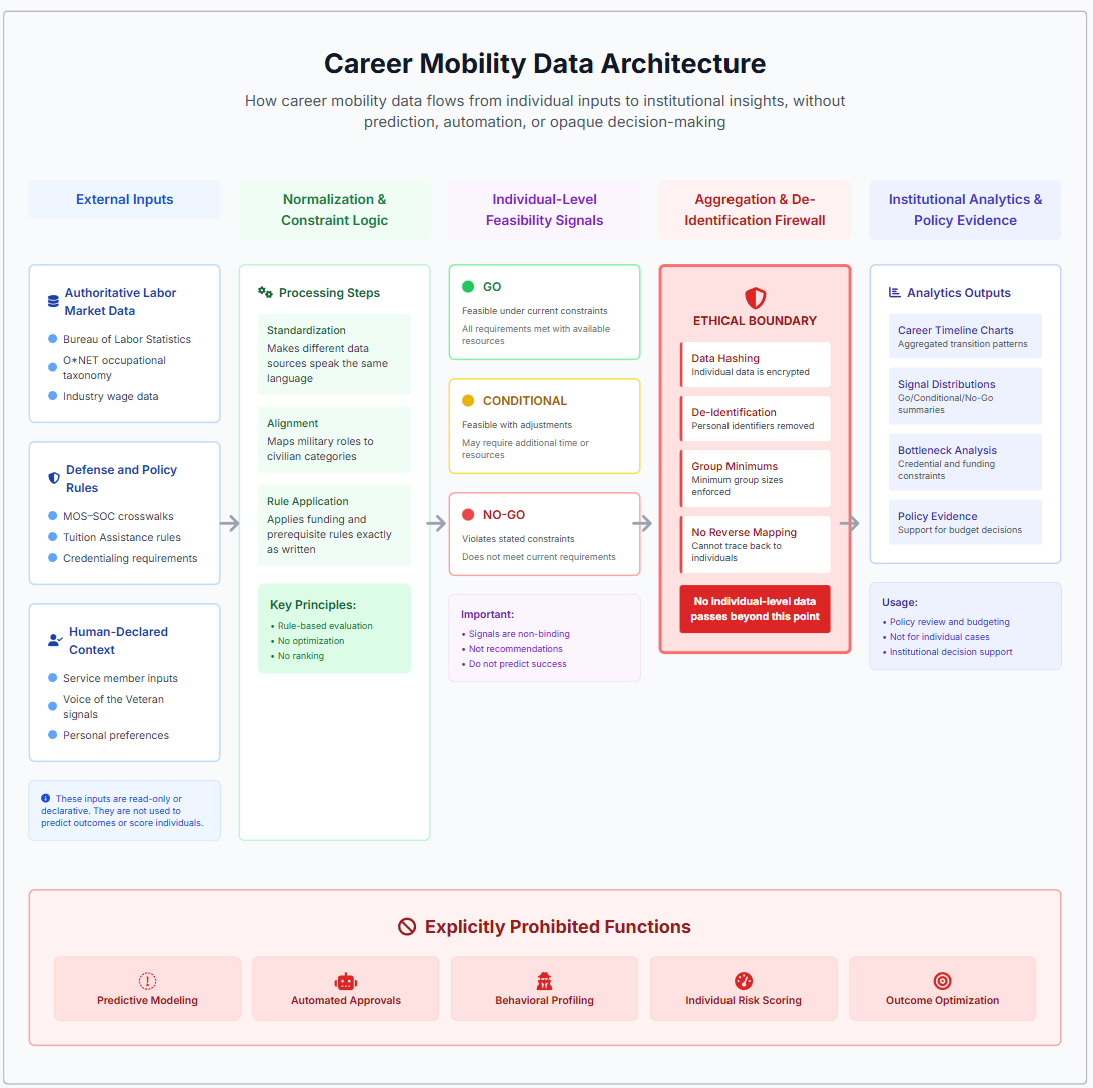 Career Mobility Data Architecture
How career mobility data flows from individual inputs to institutional insights, without
prediction, automation, or opaque decision-making
External Inputs
Authoritative Labor
Market Data
Bureau of Labor Statistics
O*NET occupational
taxonomy
Industry wage data
Defense and Policy
Rules
MOS–SOC crosswalks
Tuition Assistance rules
Credentialing requirements
Human-Declared
Context
Service member inputs
Voice of the Veteran
signals
Personal preferences
These inputs are read-only or
declarative. They are not used to
predict outcomes or score individuals.
Normalization &
Constraint Logic
Processing Steps
Standardization
Makes different data
sources speak the same
language
Alignment
Maps military roles to
civilian categories
Rule Application
Applies funding and
prerequisite rules exactly
as written
Key Principles:
• Rule-based evaluation
• No optimization
• No ranking
Individual-Level
Feasibility Signals
GO
Feasible under current constraints
All requirements met with available
resources
CONDITIONAL
Feasible with adjustments
May require additional time or
resources
NO-GO
Violates stated constraints
Does not meet current requirements
Important:
• Signals are non-binding
• Not recommendations
• Do not predict success
Aggregation & De-
Identification Firewall
ETHICAL BOUNDARY
Data Hashing
Individual data is encrypted
De-Identification
Personal identifiers removed
Group Minimums
Minimum group sizes
enforced
No Reverse Mapping
Cannot trace back to
individuals
No individual-level data
passes beyond this point
Institutional Analytics &
Policy Evidence
Analytics Outputs
Career Timeline Charts
Aggregated transition patterns
Signal Distributions
Go/Conditional/No-Go
summaries
Bottleneck Analysis
Credential and funding
constraints
Policy Evidence
Support for budget decisions
Usage:
• Policy review and budgeting
• Not for individual cases
• Institutional decision support
Explicitly Prohibited Functions
Predictive Modeling
Automated Approvals
Behavioral Profiling
Individual Risk Scoring
Outcome Optimization